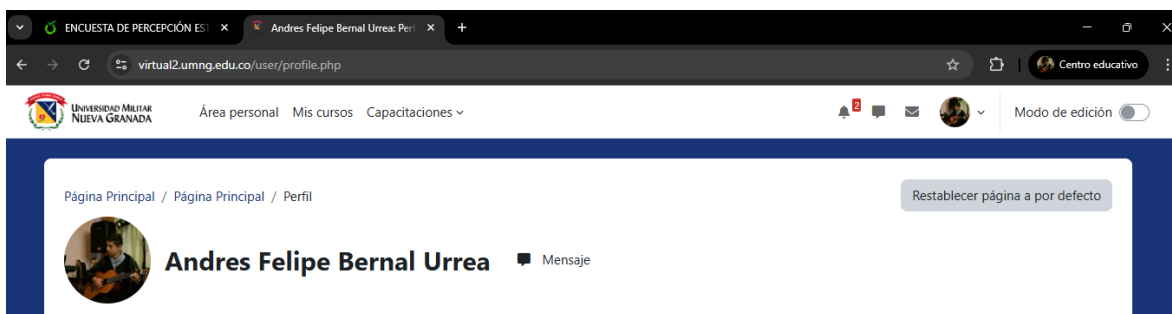 ENCUESTA DE PERCEPCIÓN EST
Andres Felipe Bernal Urrea: Perf
virtual2.umng.edu.co/user/profile.php
Centro educativo
UNIVERSIDAD MILITAR
NUEVA GRANADA
Área personal Mis cursos Capacitaciones
2
Modo de edición
Página Principal / Página Principal / Perfil
Restablecer página a por defecto
Andres Felipe Bernal Urrea
Mensaje